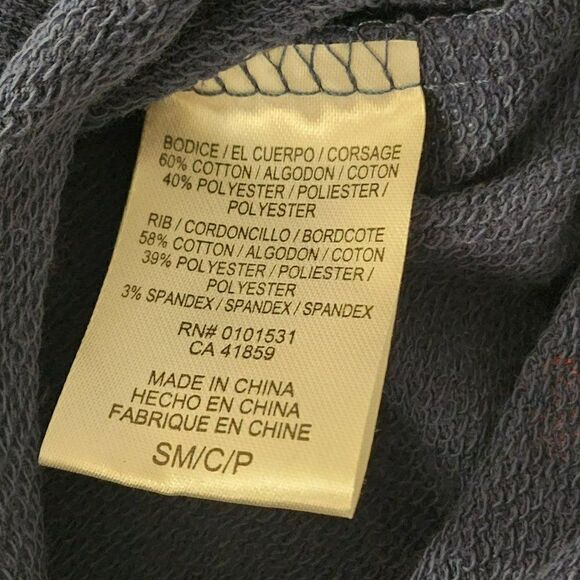 BODICE / EL CUERPO / CORSAGE
60% COTTON / ALGODON / COTON
40% POLYESTER / POLIESTER /
POLYESTER
RIB / CORDONCILLO / BORDCOTE
58% COTTON / ALGODON / COTON
39% POLYESTER / POLIESTER /
POLYESTER
3% SPANDEX / SPANDEX / SPANDEX
RN# 0101531
CA 41859
MADE IN CHINA
HECHO EN CHINA
FABRIQUE EN CHINE
SM/C/P